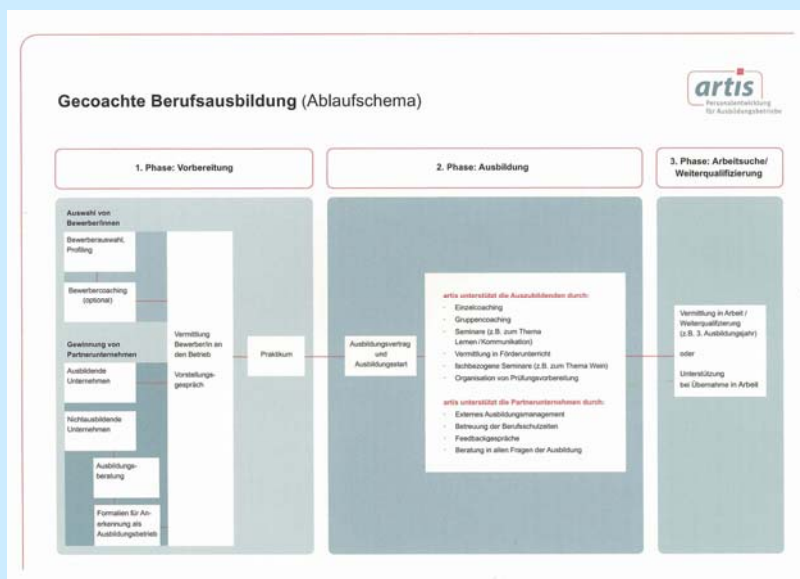 Gecoachte Berufsausbildung (Ablaufschema)
artis
Personalentwicklung
für Ausbildungsbetriebe
1. Phase: Vorbereitung
2. Phase: Ausbildung
3. Phase: Arbeitsuche/
Weiterqualifizierung
Auswahl von
Bewerber/innen
Bewerberauswahl,
Profiling
Bewerbercoaching
(optional)
Gewinnung von
Partnerunternehmen
Ausbildende
Unternehmen
Nichtausbildende
Unternehmen
Ausbildungs-
beratung
Formalien für An-
erkennung als
Ausbildungsbetrieb
Vermittlung
Bewerber/in an
den Betrieb
Vorstellungs-
gespräch
Praktikum
Ausbildungsvertrag
und
Ausbildungsstart
artis unterstützt die Auszubildenden durch:
· Einzelcoaching
· Gruppencoaching
· Seminare (z.B. zum Thema
Lernen / Kommunikation)
· Vermittlung in Förderunterricht
· fachbezogene Seminare (z.B. zum Thema Wein)
· Organisation von Prüfungsvorbereitung
artis unterstützt die Partnerunternehmen durch:
· Externes Ausbildungsmanagement
· Betreuung der Berufsschulzeiten
· Feedbackgespräche
· Beratung in allen Fragen der Ausbildung
Vermittlung in Arbeit /
Weiterqualifizierung
(z.B. 3. Ausbildungsjahr)
oder
Unterstützung
bei Übernahme in Arbeit